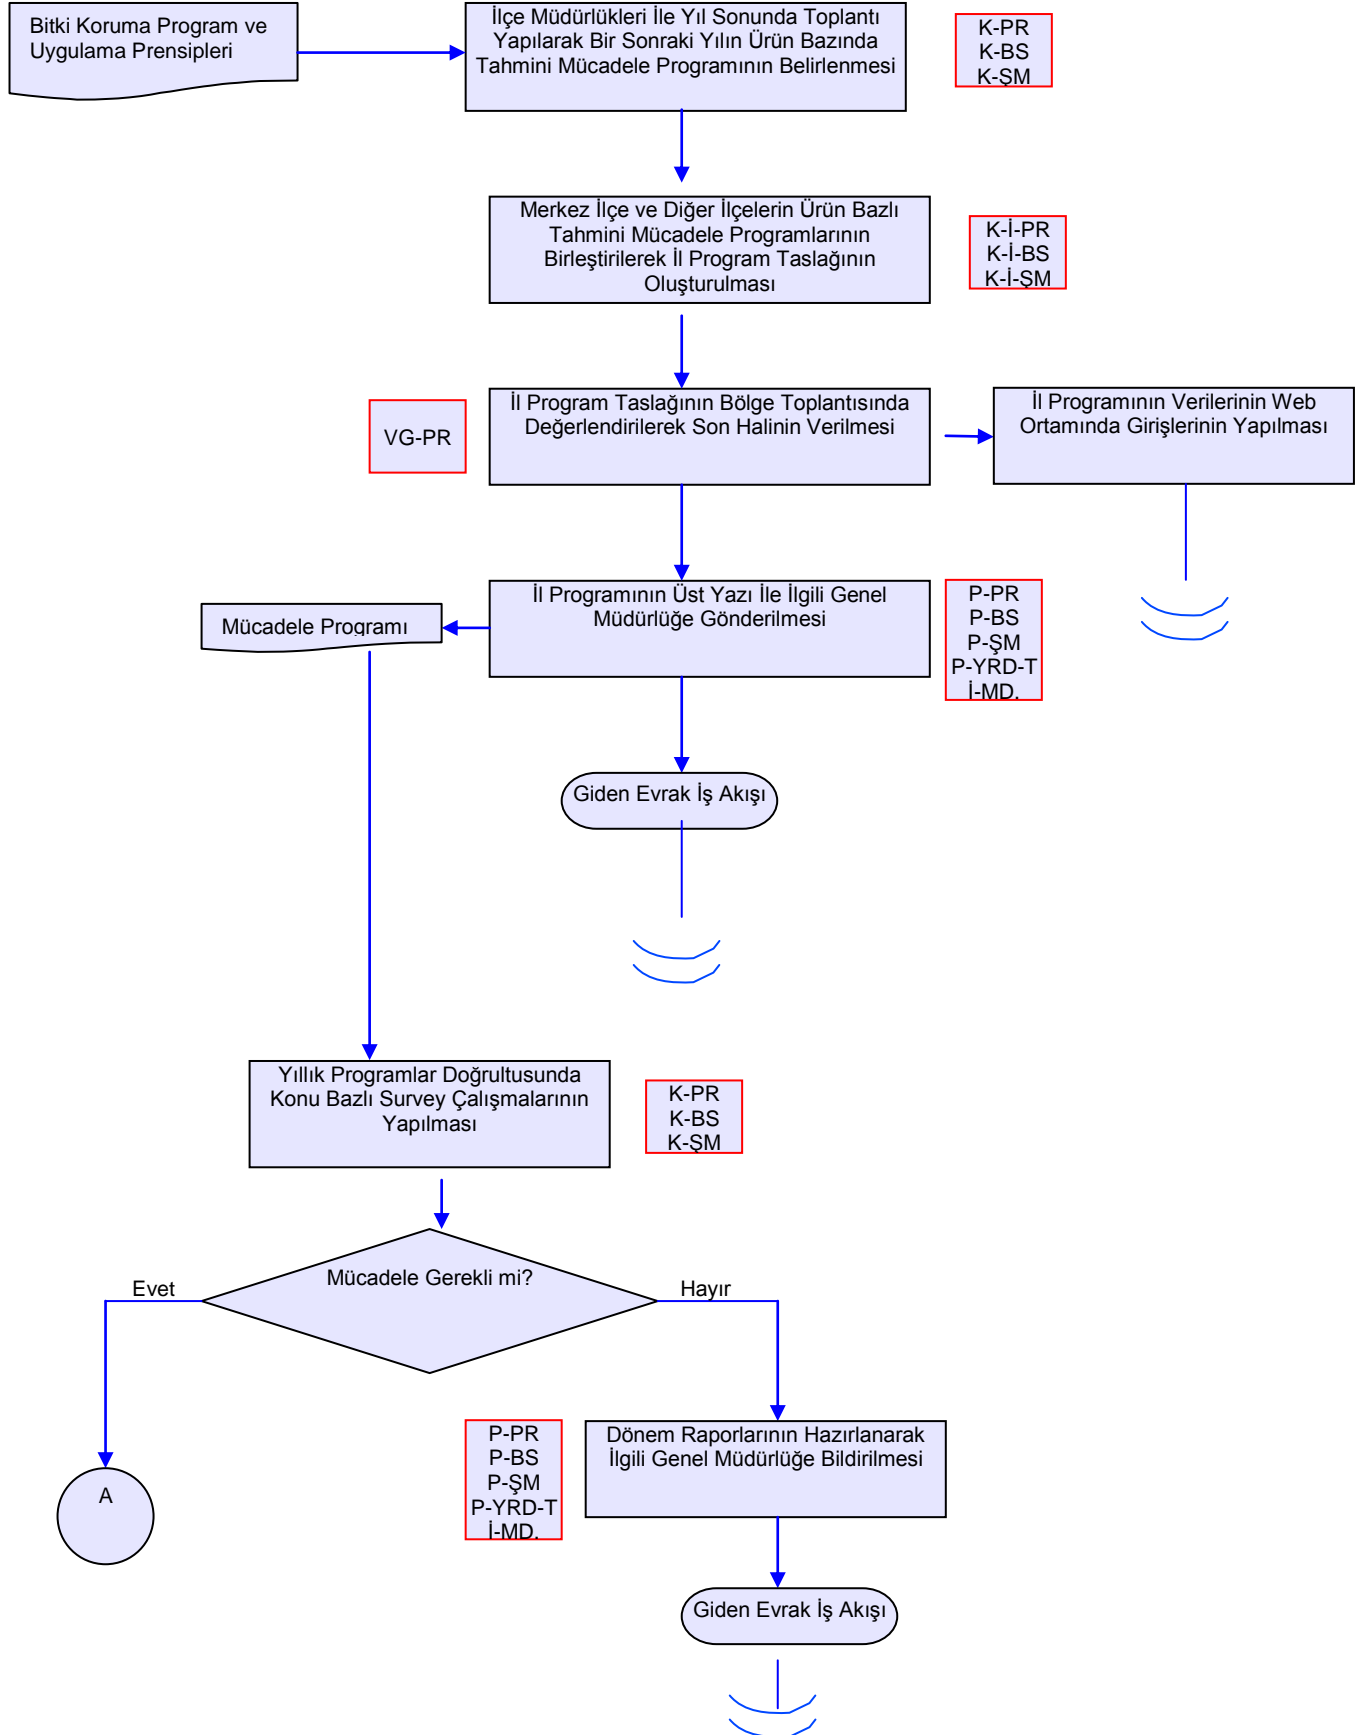 Bitki Koruma Program ve
Uygulama Prensipleri
İlçe Müdürlükleri İle Yıl Sonunda Toplantı
Yapılarak Bir Sonraki Yılın Ürün Bazında
Tahmini Mücadele Programının Belirlenmesi
K-PR
K-BS
K-ŞM
Merkez İlçe ve Diğer İlçelerin Ürün Bazlı
Tahmini Mücadele Programlarının
Birleştirilerek İl Program Taslağının
Oluşturulması
K-İ-PR
K-İ-BS
K-İ-ŞM
VG-PR
İl Program Taslağının Bölge Toplantısında
Değerlendirilerek Son Halinin Verilmesi
İl Programının Verilerinin Web
Ortamında Girişlerinin Yapılması
Mücadele Programı
İl Programının Üst Yazı İle İlgili Genel
Müdürlüğe Gönderilmesi
P-PR
P-BS
P-ŞM
P-YRD-T
İ-MD.
Giden Evrak İş Akışı
Yıllık Programlar Doğrultusunda
Konu Bazlı Survey Çalışmalarının
Yapılması
K-PR
K-BS
K-ŞM
Mücadele Gerekli mi?
Evet
Hayır
A
P-PR
P-BS
P-ŞM
P-YRD-T
İ-MD.
Dönem Raporlarının Hazırlanarak
İlgili Genel Müdürlüğe Bildirilmesi
Giden Evrak İş Akışı